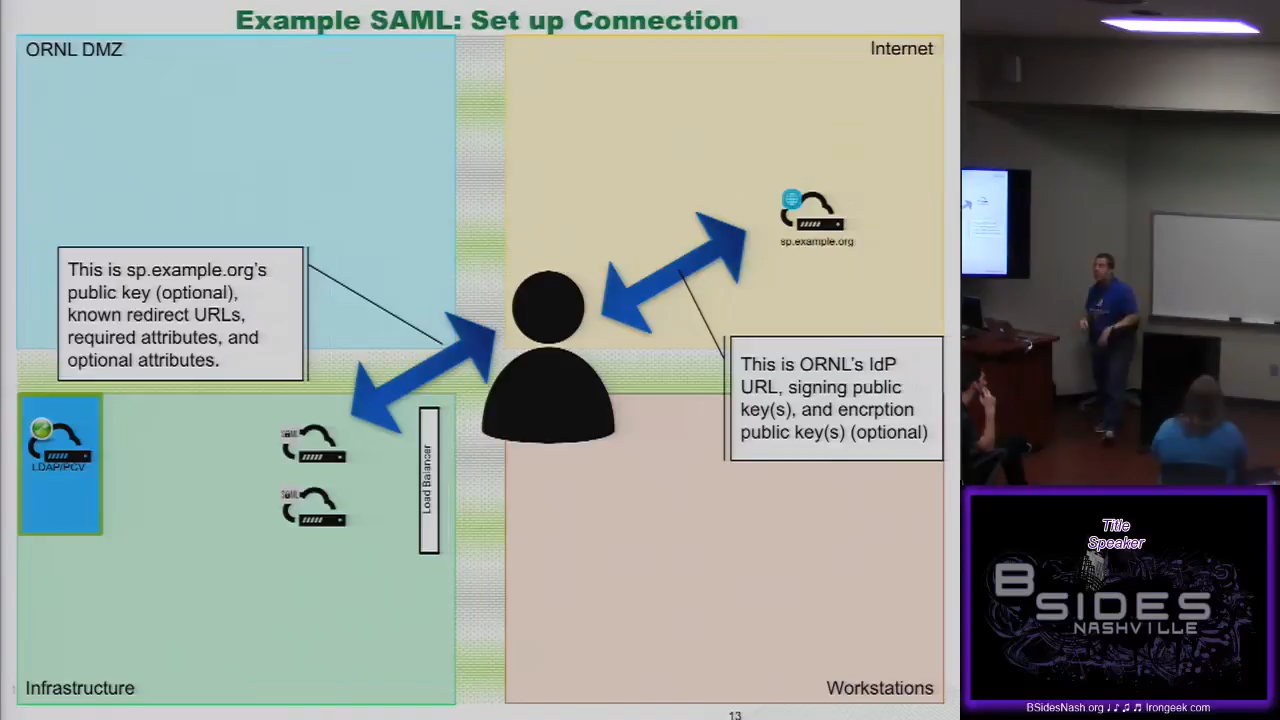 Example SAML: Set up Connection
ORNL DMZ
Internet
sp.example.org
This is sp.example.org's
public key (optional),
known redirect URLs,
required attributes, and
optional attributes.
This is ORNL's IdP
URL, signing public
key(s), and encrption
public key(s) (optional)
LDAP/PCV
SAML
SAML
Load Balancer
Infrastructure
Workstations
13
Title
Speaker
BSIDES
NASHVILLE
BSidesNash.org ♩ ♪ ♫ ♬ Irongeek.com